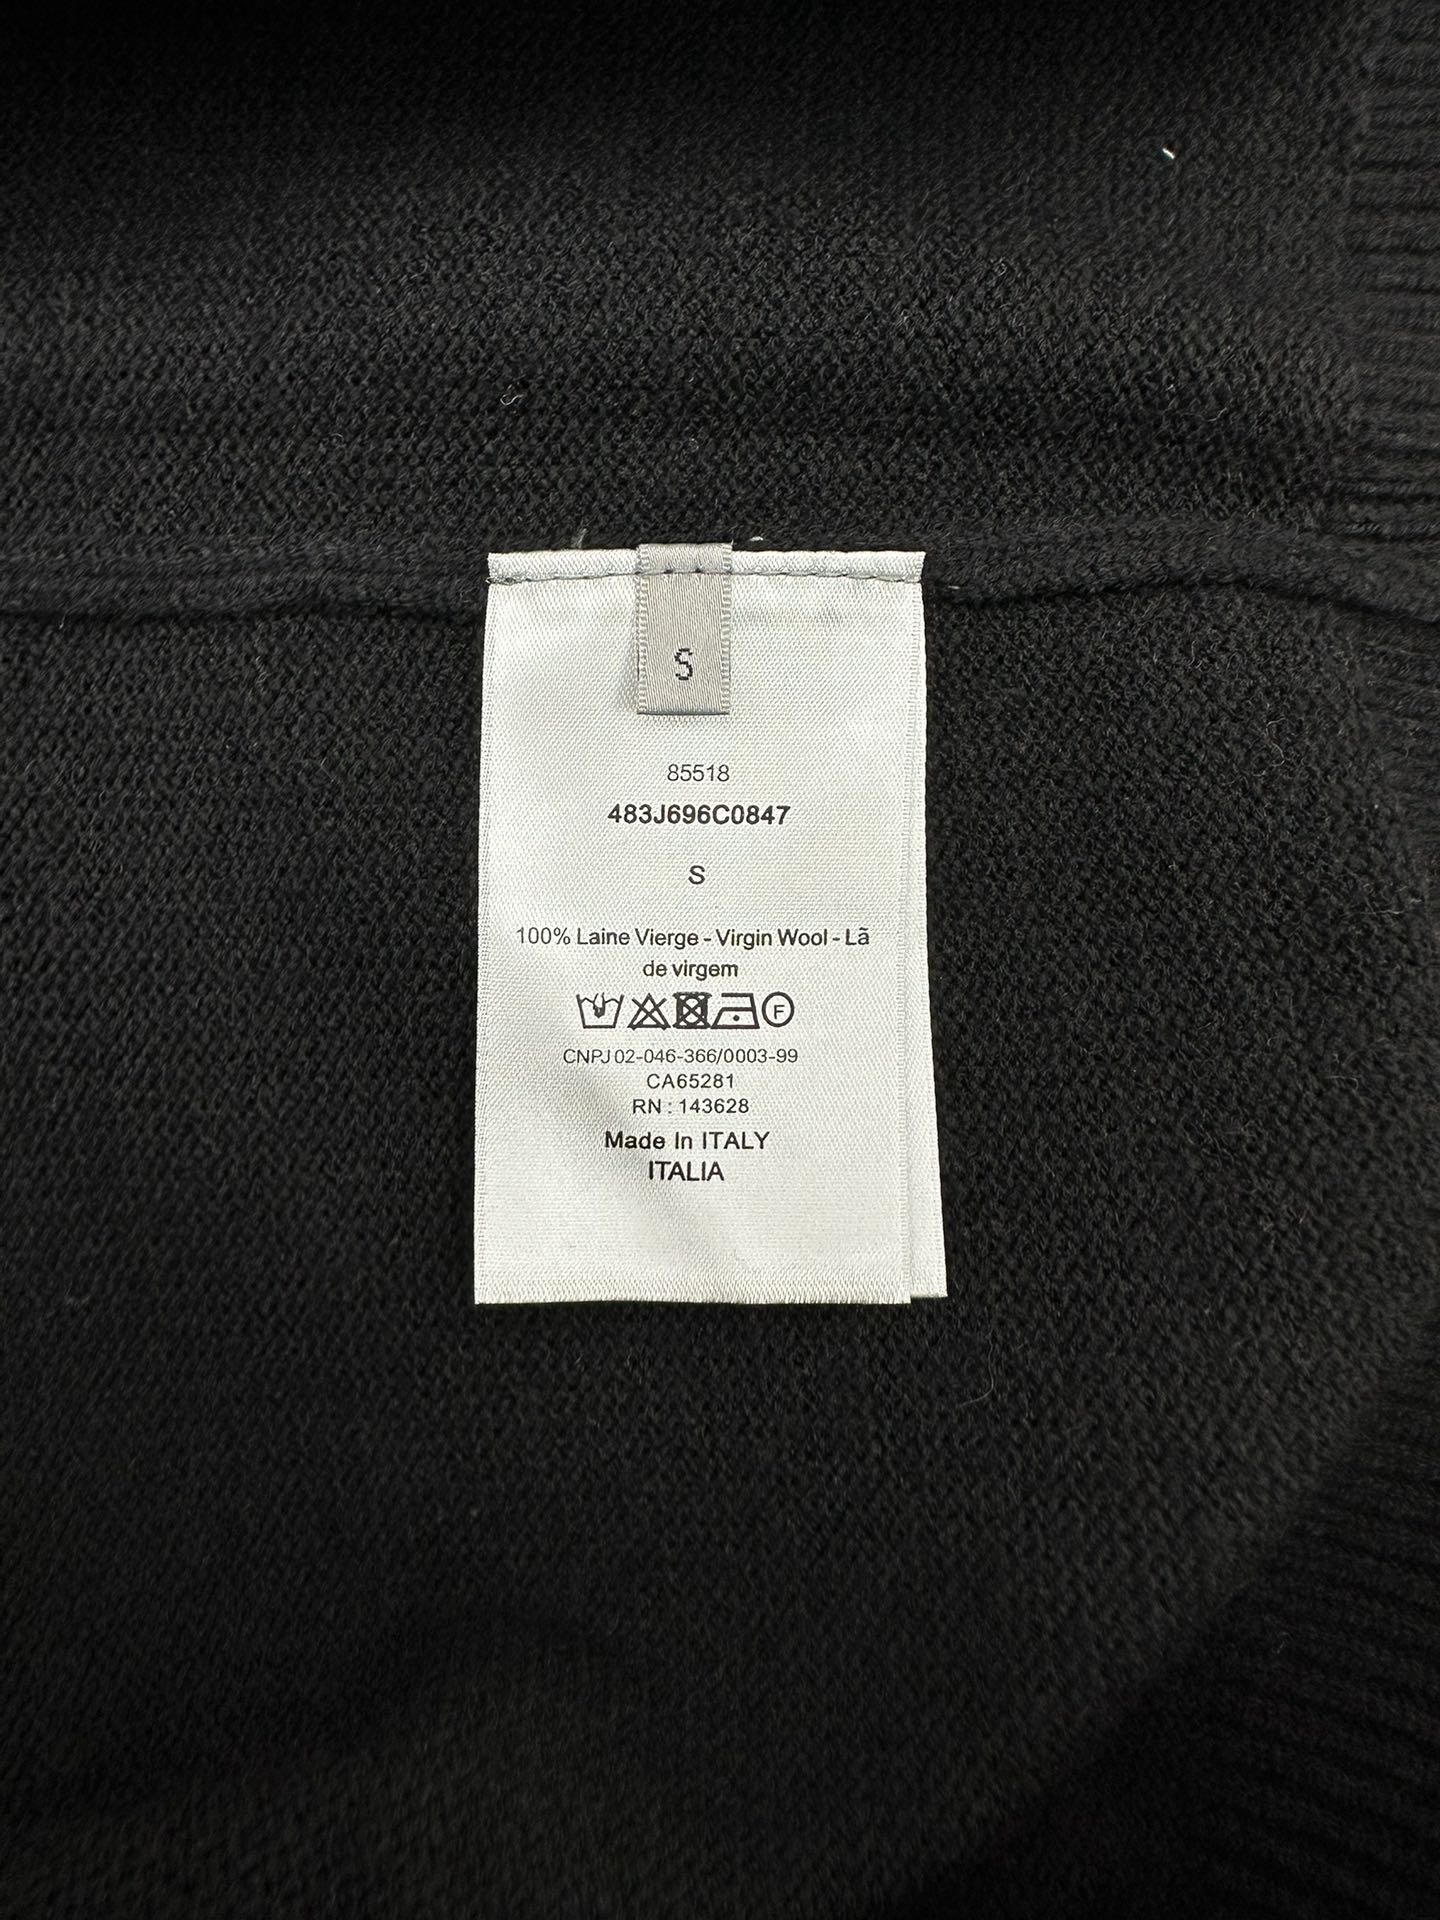 S
85518
483J696C0847
S
100% Laine Vierge - Virgin Wool - Lã
de virgem
F
CNPJ 02-046-366/0003-99
CA65281
RN : 143628
Made In ITALY
ITALIA